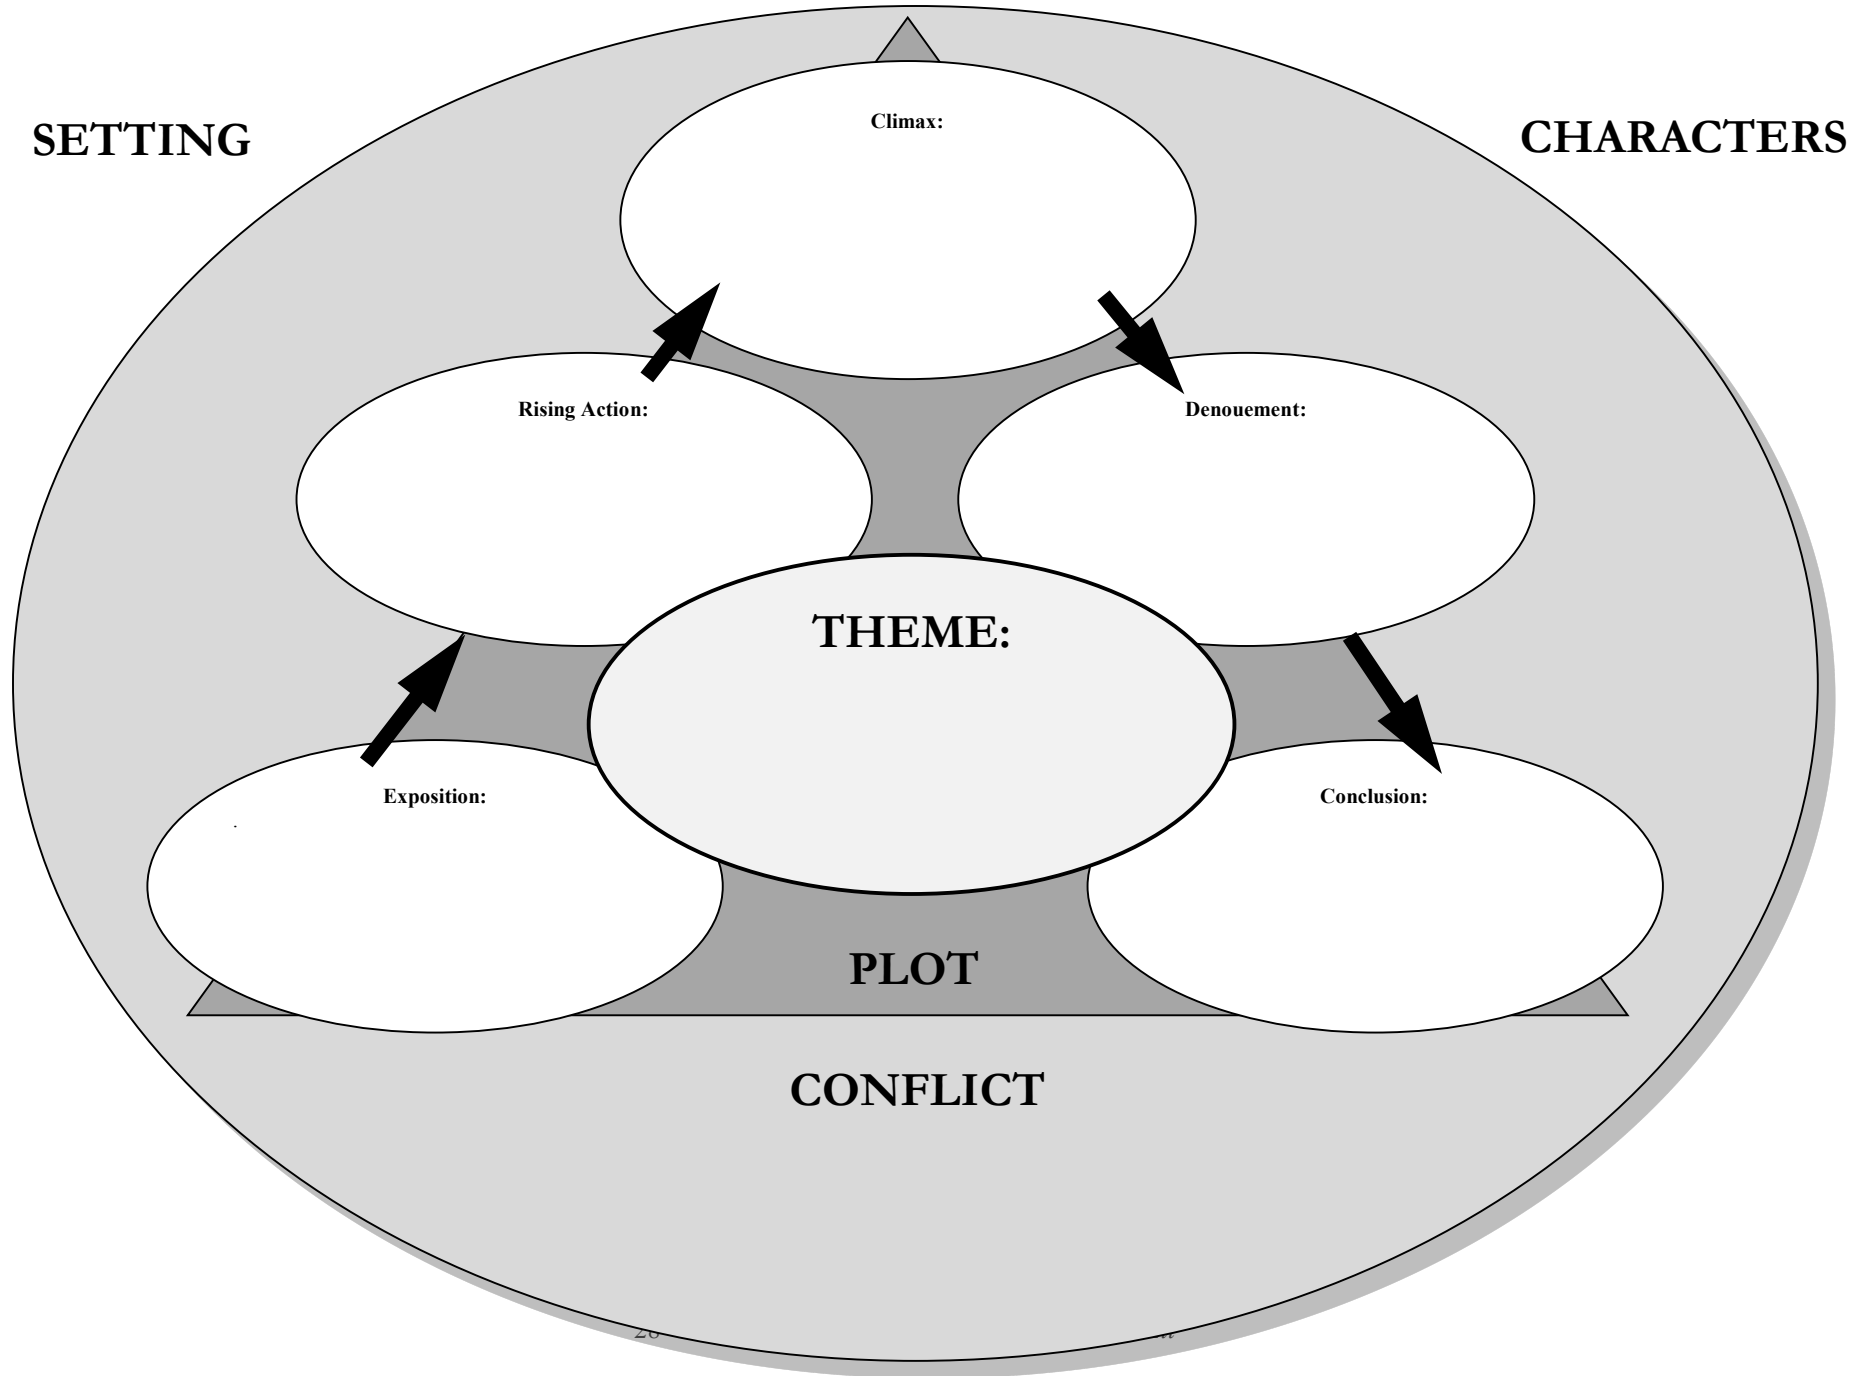 SETTING
CHARACTERS
Climax:
Rising Action:
Denouement:
THEME:
Exposition:
Conclusion:
PLOT
CONFLICT